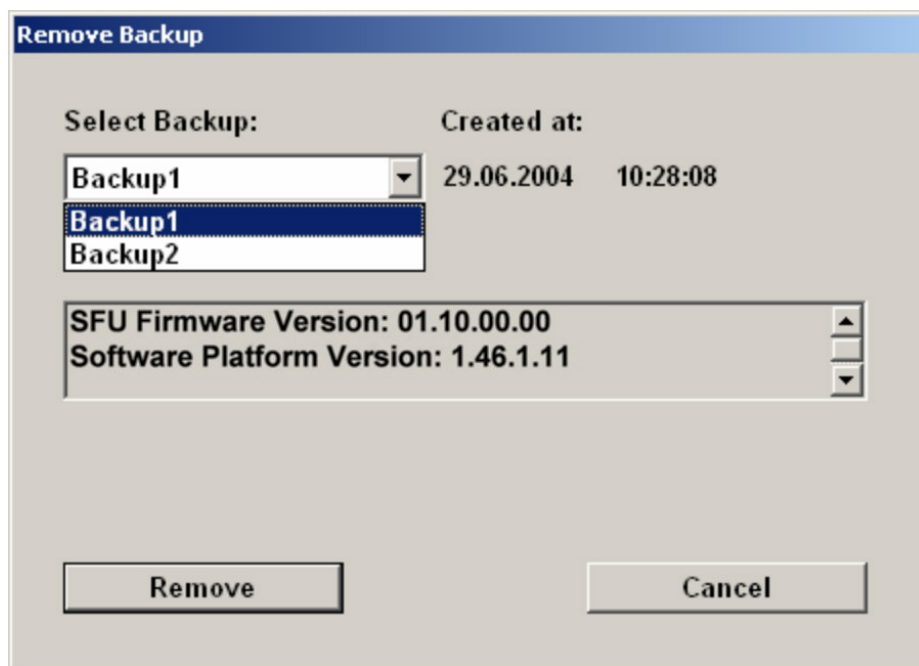 Remove Backup
Select Backup:
Created at:
Backup1
29.06.2004 10:28:08
Backup1
Backup2
SFU Firmware Version: 01.10.00.00
Software Platform Version: 1.46.1.11
Remove
Cancel